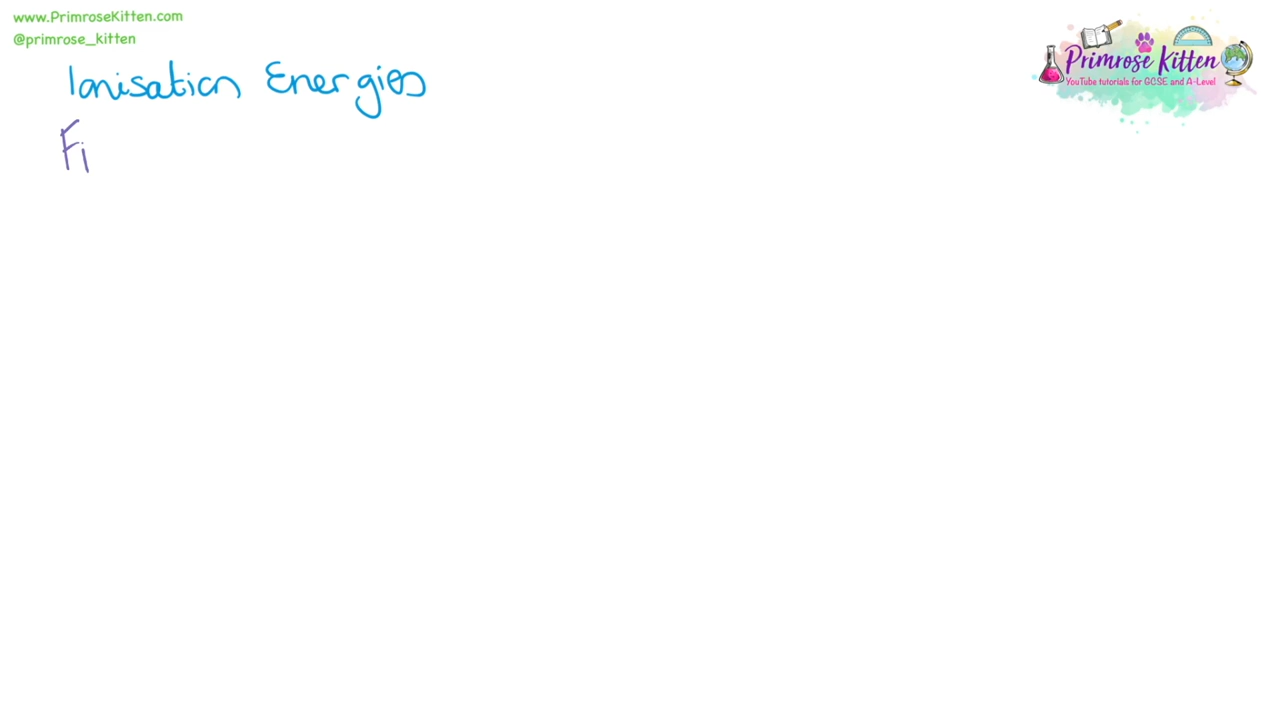 www.PrimroseKitten.com
@primrose_kitten
Ionisation Energies
Fi
Primrose Kitten
YouTube tutorials for GCSE and A-Level